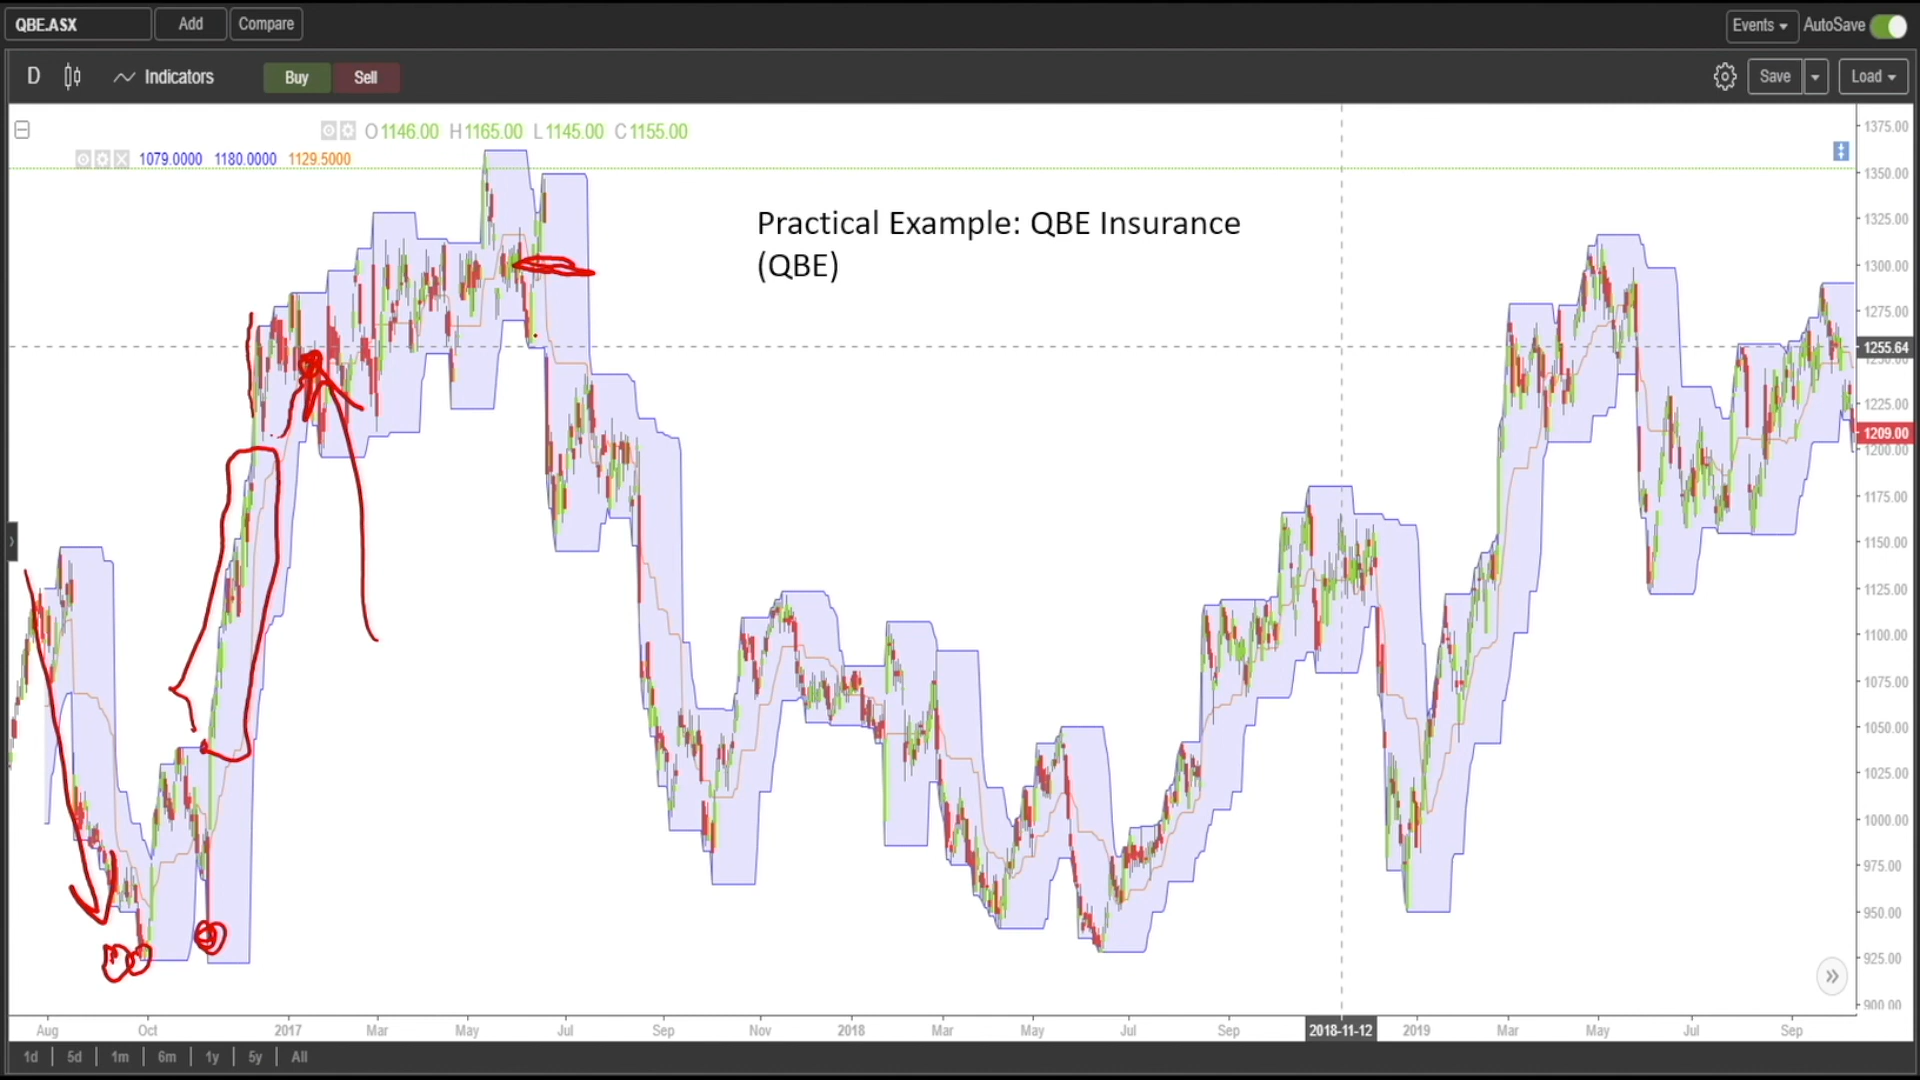 QBE.ASX Add Compare Events AutoSave
D Indicators Buy Sell Save Load
O 1146.00 H 1165.00 L 1145.00 C 1155.00
1079.0000 1180.0000 1129.5000
Practical Example: QBE Insurance
(QBE)
1375.00
1350.00
1325.00
1300.00
1275.00
1255.64
1225.00
1209.00
1200.00
1175.00
1150.00
1125.00
1100.00
1075.00
1050.00
1025.00
1000.00
975.00
950.00
925.00
900.00
Aug Oct 2017 Mar May Jul Sep Nov 2018 Mar May Jul Sep 2018-11-12 2019 Mar May Jul Sep
1d 5d 1m 6m 1y 5y All